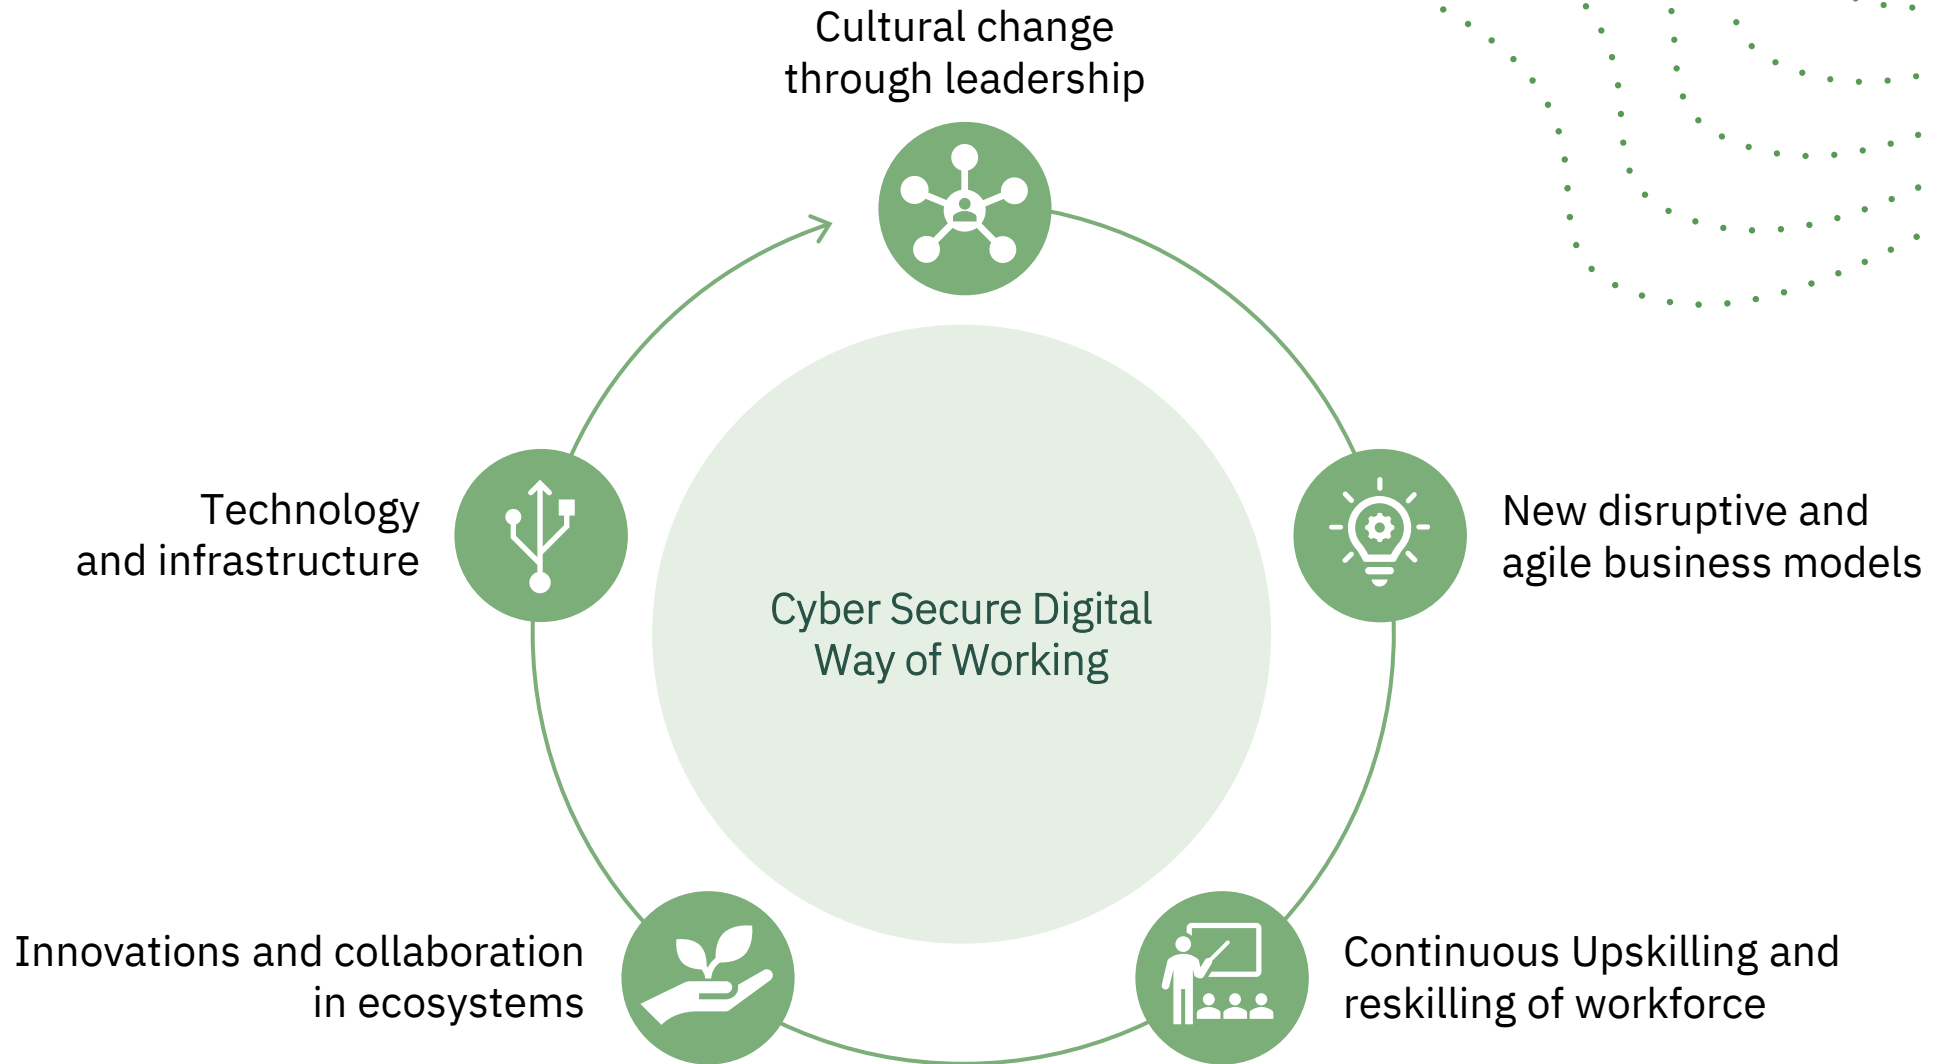 Cultural change
through leadership
New disruptive and
agile business models
Continuous Upskilling and
reskilling of workforce
Innovations and collaboration
in ecosystems
Technology
and infrastructure
Cyber Secure Digital
Way of Working